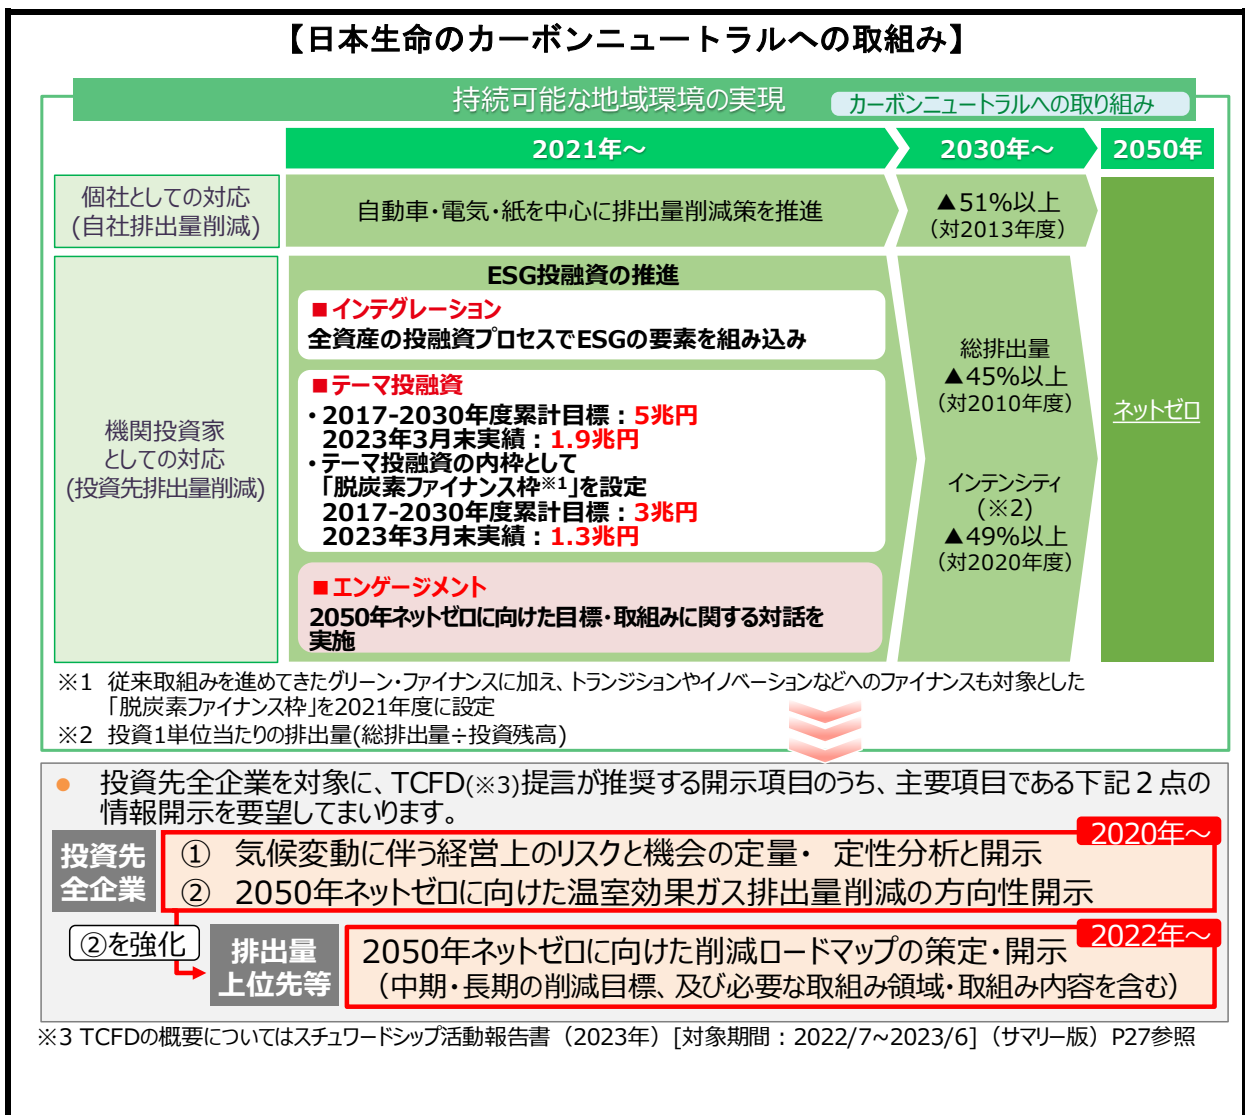 【日本生命のカーボンニュートラルへの取組み】
持続可能な地域環境の実現
カーボンニュートラルへの取り組み
2021年～
2030年～
2050年
個社としての対応
(自社排出量削減)
自動車・電気・紙を中心に排出量削減策を推進
▲51%以上
(対2013年度)
機関投資家
としての対応
(投資先排出量削減)
ESG投融資の推進
■インテグレーション
全資産の投融資プロセスでESGの要素を組み込み
■テーマ投融資
・2017-2030年度累計目標：5兆円
2023年3月末実績：1.9兆円
・テーマ投融資の内枠として
「脱炭素ファイナンス枠※1」を設定
2017-2030年度累計目標：3兆円
2023年3月末実績：1.3兆円
■エンゲージメント
2050年ネットゼロに向けた目標・取組みに関する対話を
実施
総排出量
▲45%以上
(対2010年度)
インテンシティ
(※2)
▲49%以上
(対2020年度)
ネットゼロ
※1 従来取組みを進めてきたグリーン・ファイナンスに加え、トランジションやイノベーションなどへのファイナンスも対象とした
「脱炭素ファイナンス枠」を2021年度に設定
※2 投資1単位当たりの排出量(総排出量÷投資残高)
● 投資先全企業を対象に、TCFD(※3)提言が推奨する開示項目のうち、主要項目である下記２点の
情報開示を要望してまいります。
2020年～
投資先
全企業
① 気候変動に伴う経営上のリスクと機会の定量・ 定性分析と開示
② 2050年ネットゼロに向けた温室効果ガス排出量削減の方向性開示
②を強化
2022年～
排出量
上位先等
2050年ネットゼロに向けた削減ロードマップの策定・開示
（中期・長期の削減目標、及び必要な取組み領域・取組み内容を含む）
※3 TCFDの概要についてはスチュワードシップ活動報告書（2023年）[対象期間：2022/7~2023/6]（サマリー版）P27参照